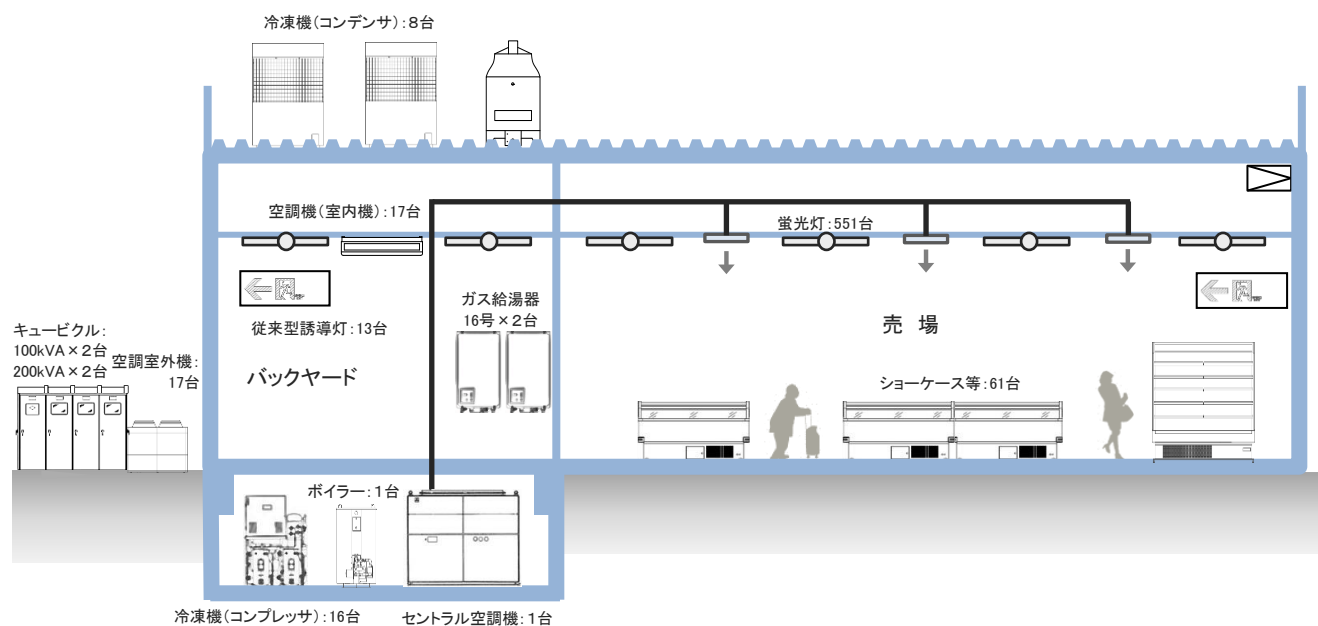 冷凍機(コンデンサ):8台
空調機(室内機):17台
蛍光灯:551台
ガス給湯器
16号×2台
従来型誘導灯:13台
売 場
キュービクル:
100kVA×2台
200kVA×2台
空調室外機:
17台
バックヤード
ショーケース等:61台
ボイラー:1台
冷凍機(コンプレッサ):16台
セントラル空調機:1台